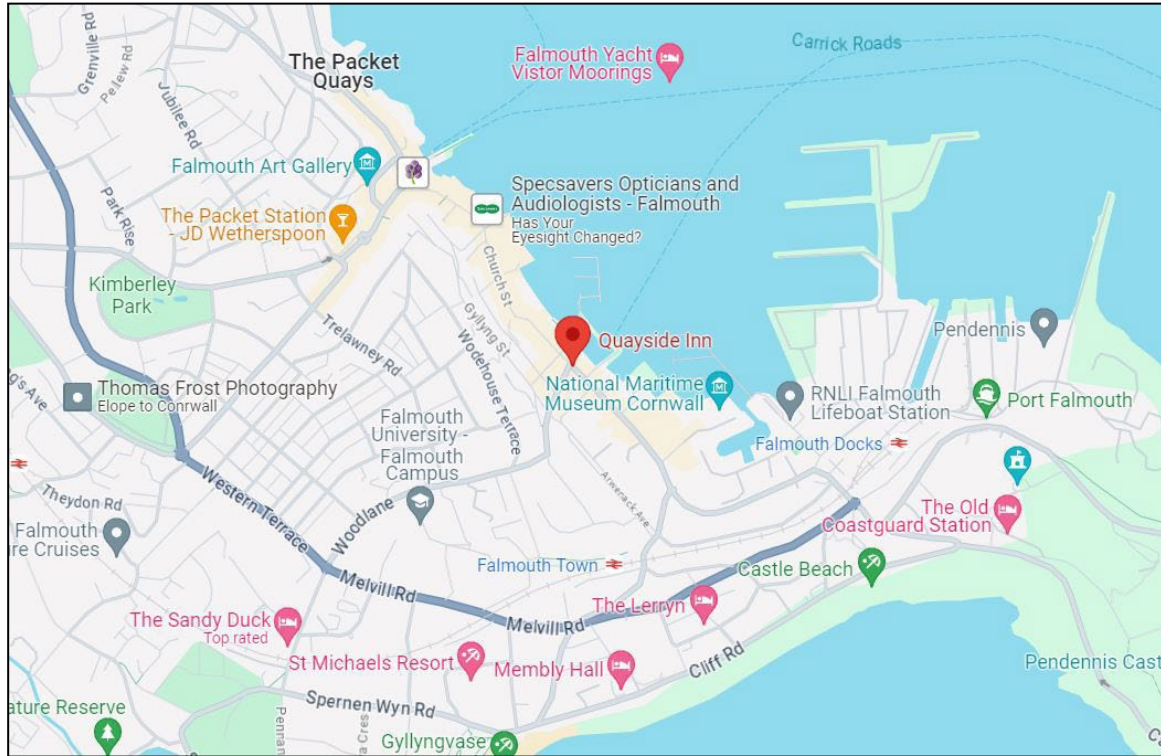 Grenville Rd
Pellew Rd
The Packet
Quays
Falmouth Yacht
Vistor Moorings
Carrick Roads
Jubilee Rd
Falmouth Art Gallery
Specsavers Opticians and
Audiologists - Falmouth
Has Your
Eyesight Changed?
Park Rise
The Packet Station
- JD Wetherspoon
Church St
Kimberley
Park
Gyllyng St
Trelawney Rd
Wodehouse Terrace
Quayside Inn
Pendennis
g's Ave
Thomas Frost Photography
Elope to Conrwall
National Maritime
Museum Cornwall
RNLI Falmouth
Lifeboat Station
Port Falmouth
Falmouth
University -
Falmouth
Campus
Falmouth Docks
Theydon Rd
Western Terrace
Woodlane
Arwenack Ave
The Old
Coastguard Station
Falmouth
ure Cruises
Falmouth Town
Castle Beach
Melvill Rd
The Lerryn
The Sandy Duck
Top rated
Melvill Rd
St Michaels Resort
Membly Hall
Cliff Rd
Pendennis Cast
ature Reserve
Spernen Wyn Rd
Pennan
a Cres
Gyllyngvase
C